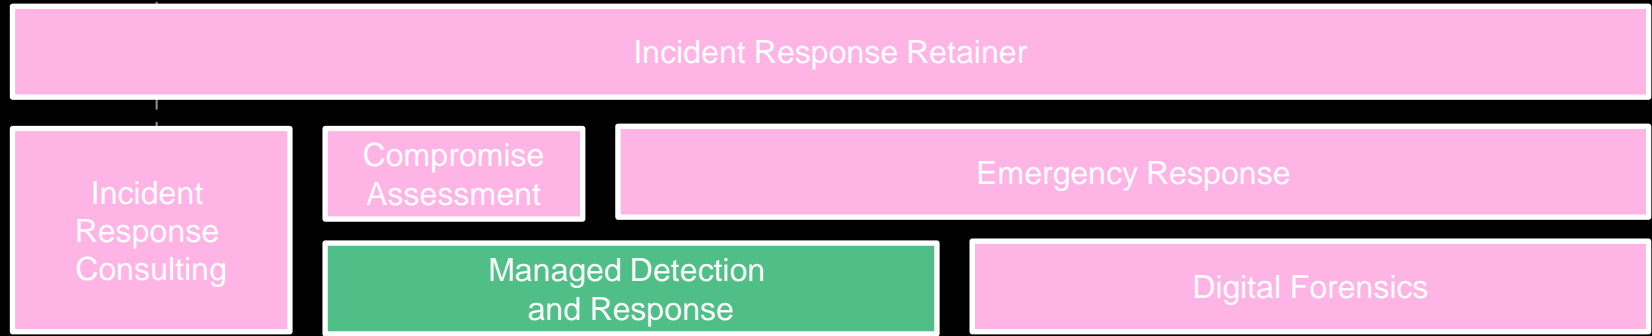 Incident Response Retainer
Incident
Response
Consulting
Compromise
Assessment
Emergency Response
Managed Detection
and Response
Digital Forensics